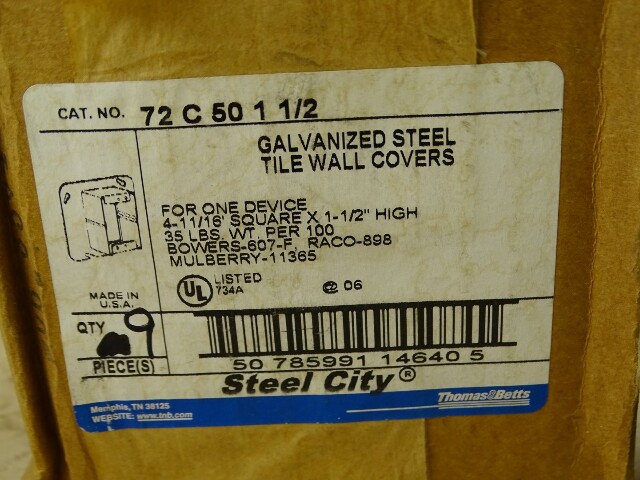 CAT. NO. 72 C 50 1 1/2
GALVANIZED STEEL
TILE WALL COVERS
FOR ONE DEVICE
4-11/16' SQUARE X 1-1/2" HIGH
35 LBS. WT. PER 100
BOWERS-607-F, RACO-898
MULBERRY-11365
UL LISTED
734A
@ 06
MADE IN
U.S.A.
QTY 9
PIECE(S)
50 785991 14640 5
Steel City®
Memphis, TN 38125
WEBSITE: www.tnb.com
Thomas&Betts